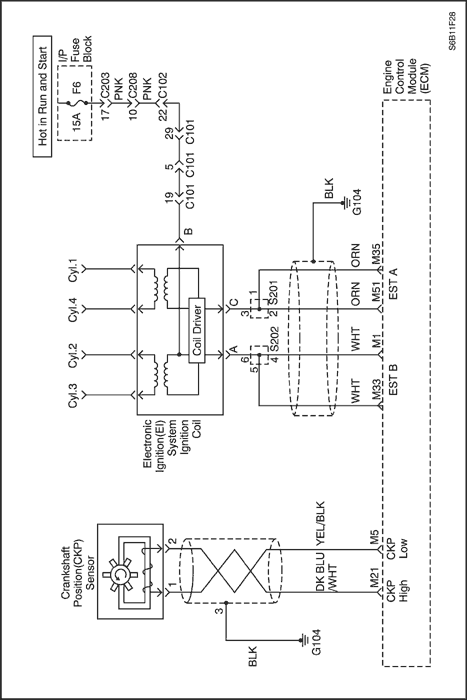 S6B11F28
Hot in Run and Start
I/P
Fuse
Block
F6
15A
17
C203
PNK
10
C208
PNK
22
C102
29
C101
5
C101
19
C101
B
Cyl.1
Cyl.4
Cyl.2
Cyl.3
Coil Driver
Electronic
Ignition(EI)
System
Ignition
Coil
C
A
3
1
2
S201
6
5
4
S202
BLK
G104
ORN
ORN
WHT
WHT
M35
M51
M1
M33
EST A
EST B
Engine
Control
Module
(ECM)
Crankshaft
Position(CKP)
Sensor
2
1
3
BLK
G104
YEL/BLK
DK BLU
/WHT
M5
M21
CKP
Low
CKP
High